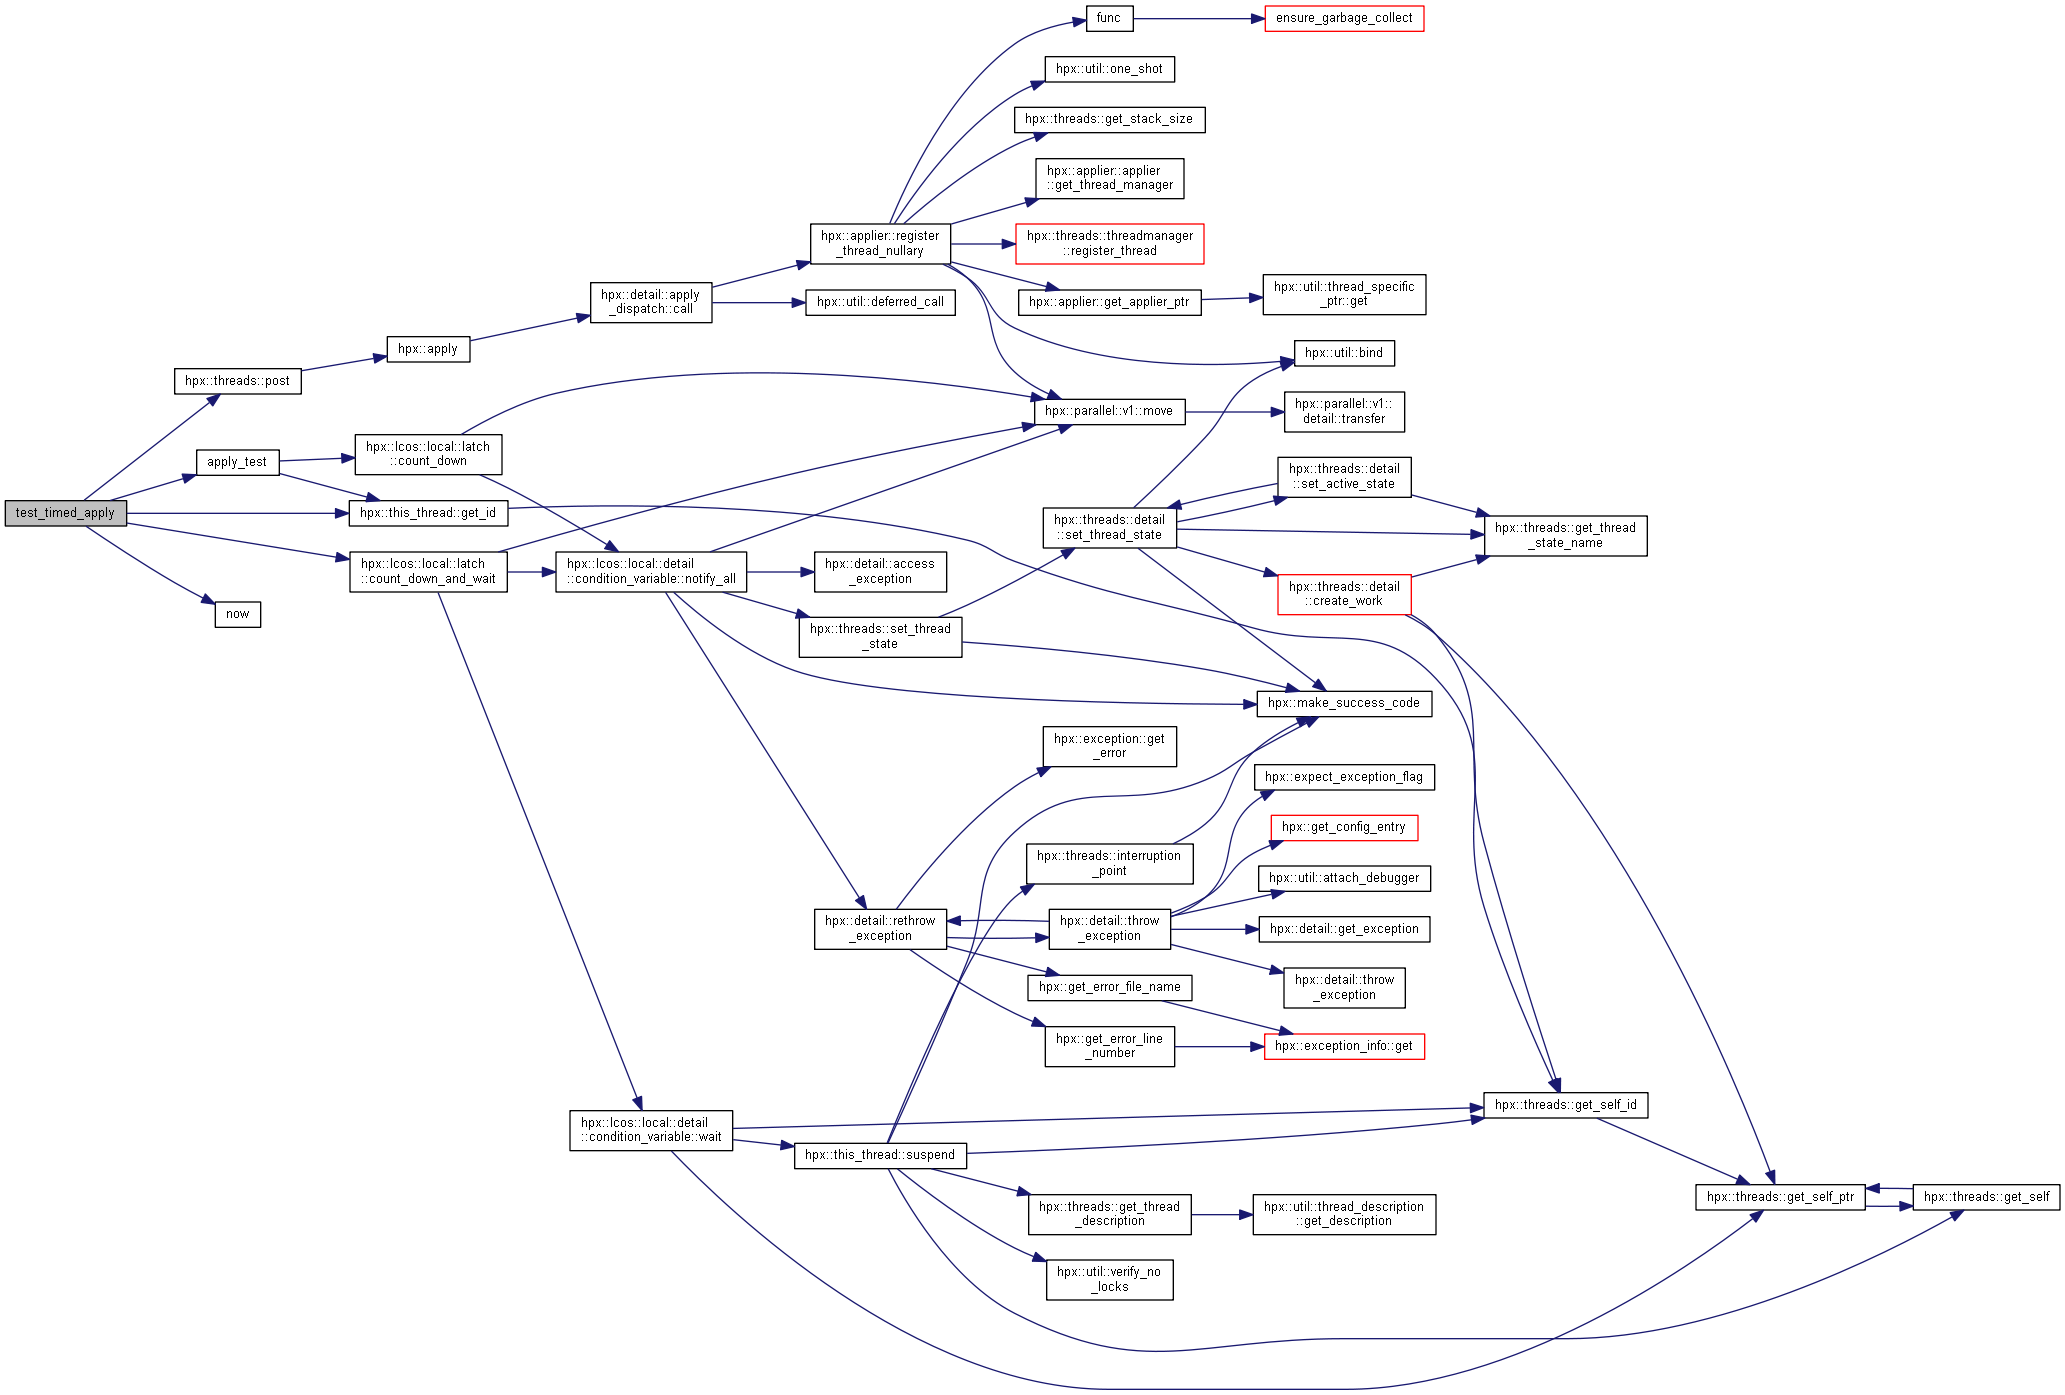 func
ensure_garbage_collect
hpx::util::one_shot
hpx::threads::get_stack_size
hpx::applier::applier
::get_thread_manager
hpx::applier::register
_thread_nullary
hpx::threads::threadmanager
::register_thread
hpx::detail::apply
_dispatch::call
hpx::util::deferred_call
hpx::applier::get_applier_ptr
hpx::util::thread_specific
_ptr::get
hpx::apply
hpx::util::bind
hpx::threads::post
hpx::parallel::v1::move
hpx::parallel::v1::
detail::transfer
hpx::lcos::local::latch
::count_down
apply_test
hpx::threads::detail
::set_active_state
test_timed_apply
hpx::this_thread::get_id
hpx::threads::detail
::set_thread_state
hpx::threads::get_thread
_state_name
hpx::lcos::local::latch
::count_down_and_wait
hpx::lcos::local::detail
::condition_variable::notify_all
hpx::detail::access
_exception
hpx::threads::detail
::create_work
now
hpx::threads::set_thread
_state
hpx::make_success_code
hpx::exception::get
_error
hpx::expect_exception_flag
hpx::get_config_entry
hpx::threads::interruption
_point
hpx::util::attach_debugger
hpx::detail::rethrow
_exception
hpx::detail::throw
_exception
hpx::detail::get_exception
hpx::get_error_file_name
hpx::detail::throw
_exception
hpx::get_error_line
_number
hpx::exception_info::get
hpx::threads::get_self_id
hpx::lcos::local::detail
::condition_variable::wait
hpx::this_thread::suspend
hpx::threads::get_self_ptr
hpx::threads::get_self
hpx::threads::get_thread
_description
hpx::util::thread_description
::get_description
hpx::util::verify_no
_locks